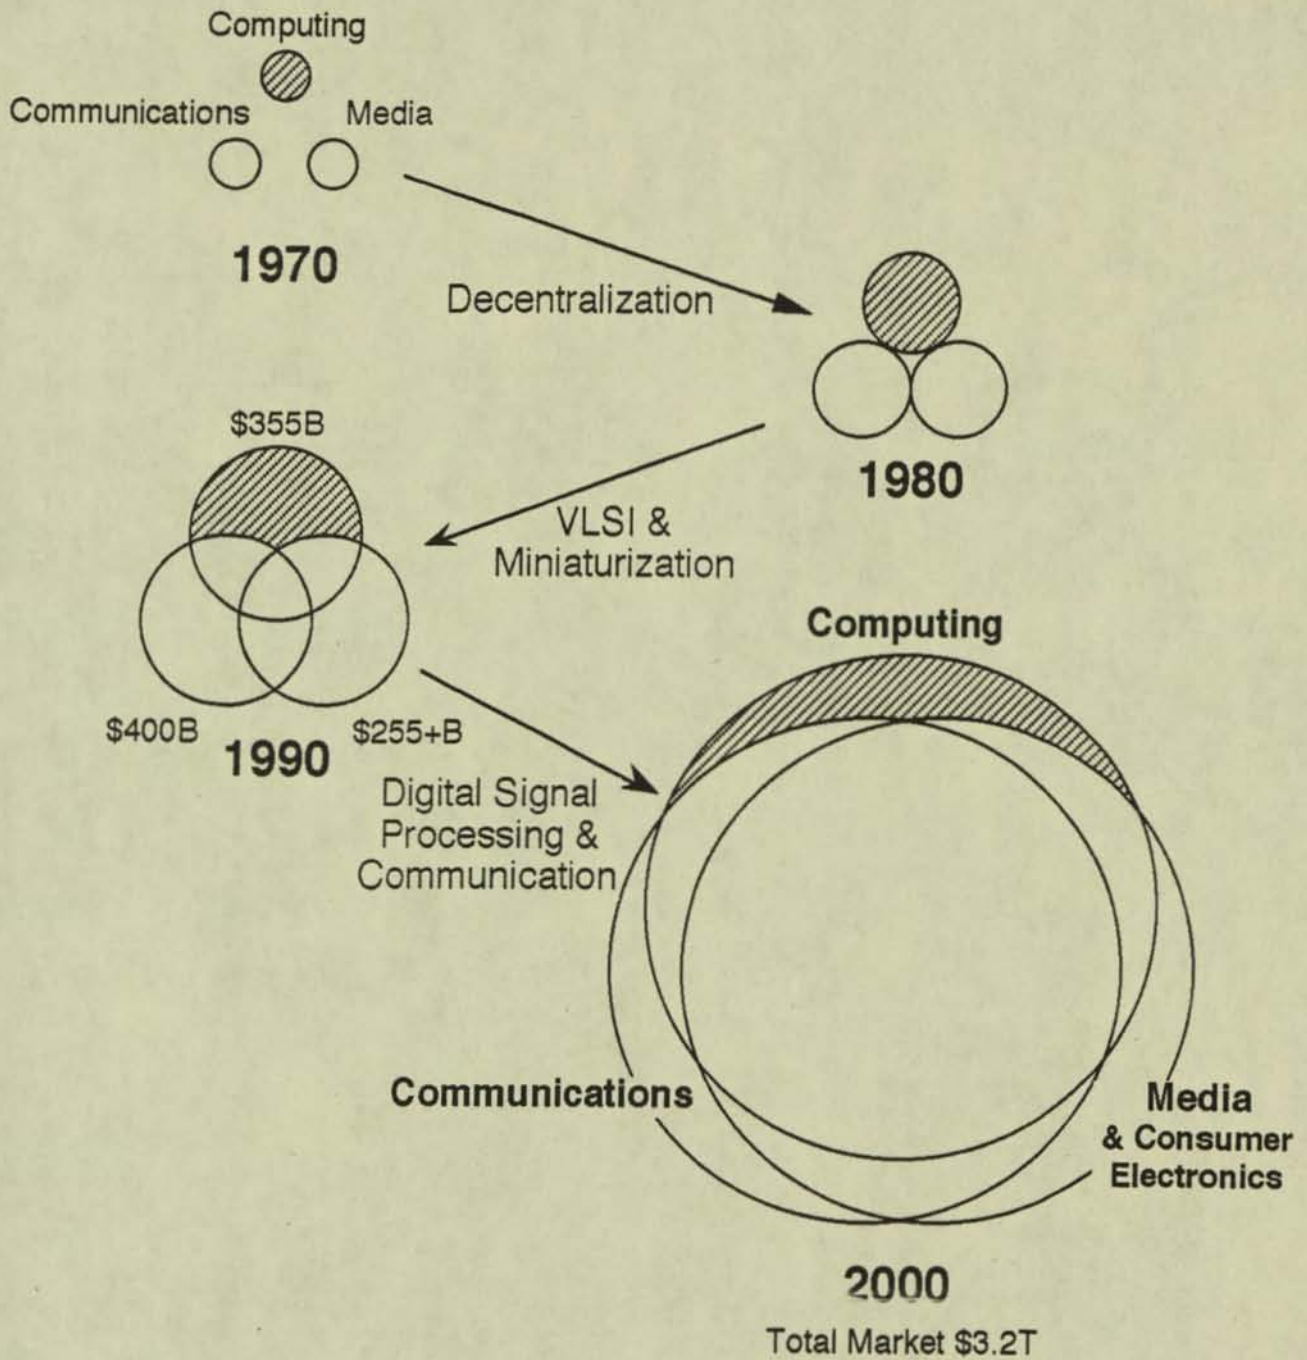 Computing
Communications
Media
1970
Decentralization
1980
$355B
VLSI &
Miniaturization
$400B
1990
$255+B
Digital Signal
Processing &
Communication
Computing
Communications
Media
& Consumer
Electronics
2000
Total Market $3.2T